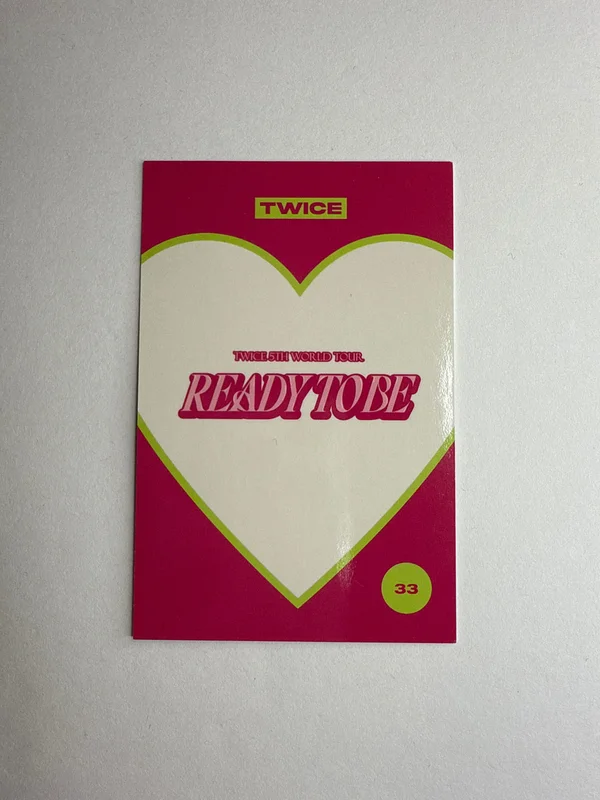 TWICE
TWICE 5TH WORLD TOUR
READY TO BE
33